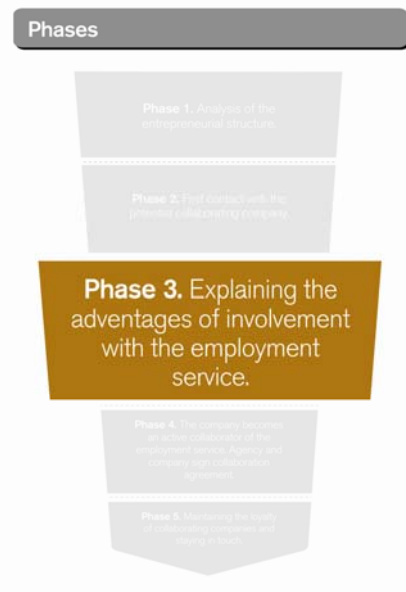 Phases
Phase 1. Analysis of the
entrepreneurial structure.
Phase 2. First contact with the
potential collaborating company.
Phase 3. Explaining the
adventages of involvement
with the employment
service.
Phase 4. The company becomes
an active collaborator of the
employment service. Agency and
company sign collaboration
agreement.
Phase 5. Maintaining the loyalty
of collaborating companies and
staying in touch.